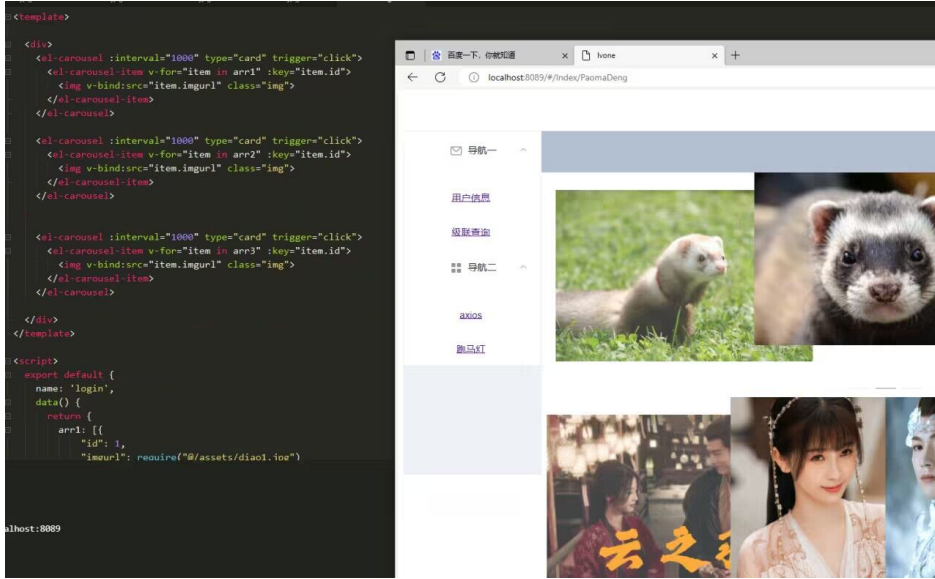 <template>
<div>
<el-carousel :interval="1000" type="card" trigger="click">
<el-carousel-item v-for="item in arr1" :key="item.id">
<img v-bind:src="item.imgurl" class="img">
</el-carousel-item>
</el-carousel>
<el-carousel :interval="1000" type="card" trigger="click">
<el-carousel-item v-for="item in arr2" :key="item.id">
<img v-bind:src="item.imgurl" class="img">
</el-carousel-item>
</el-carousel>
<el-carousel :interval="1000" type="card" trigger="click">
<el-carousel-item v-for="item in arr3" :key="item.id">
<img v-bind:src="item.imgurl" class="img">
</el-carousel-item>
</el-carousel>
</div>
</template>
<script>
export default {
name: 'login',
data() {
return {
arr1: [{
"id": 1,
"imgurl": require("@/assets/diao1.jpg")
alhost:8089
百度一下，你就知道
lvone
localhost:8089/#/Index/PaomaDeng
导航一
用户信息
级联查询
导航二
axios
跑马灯
云之